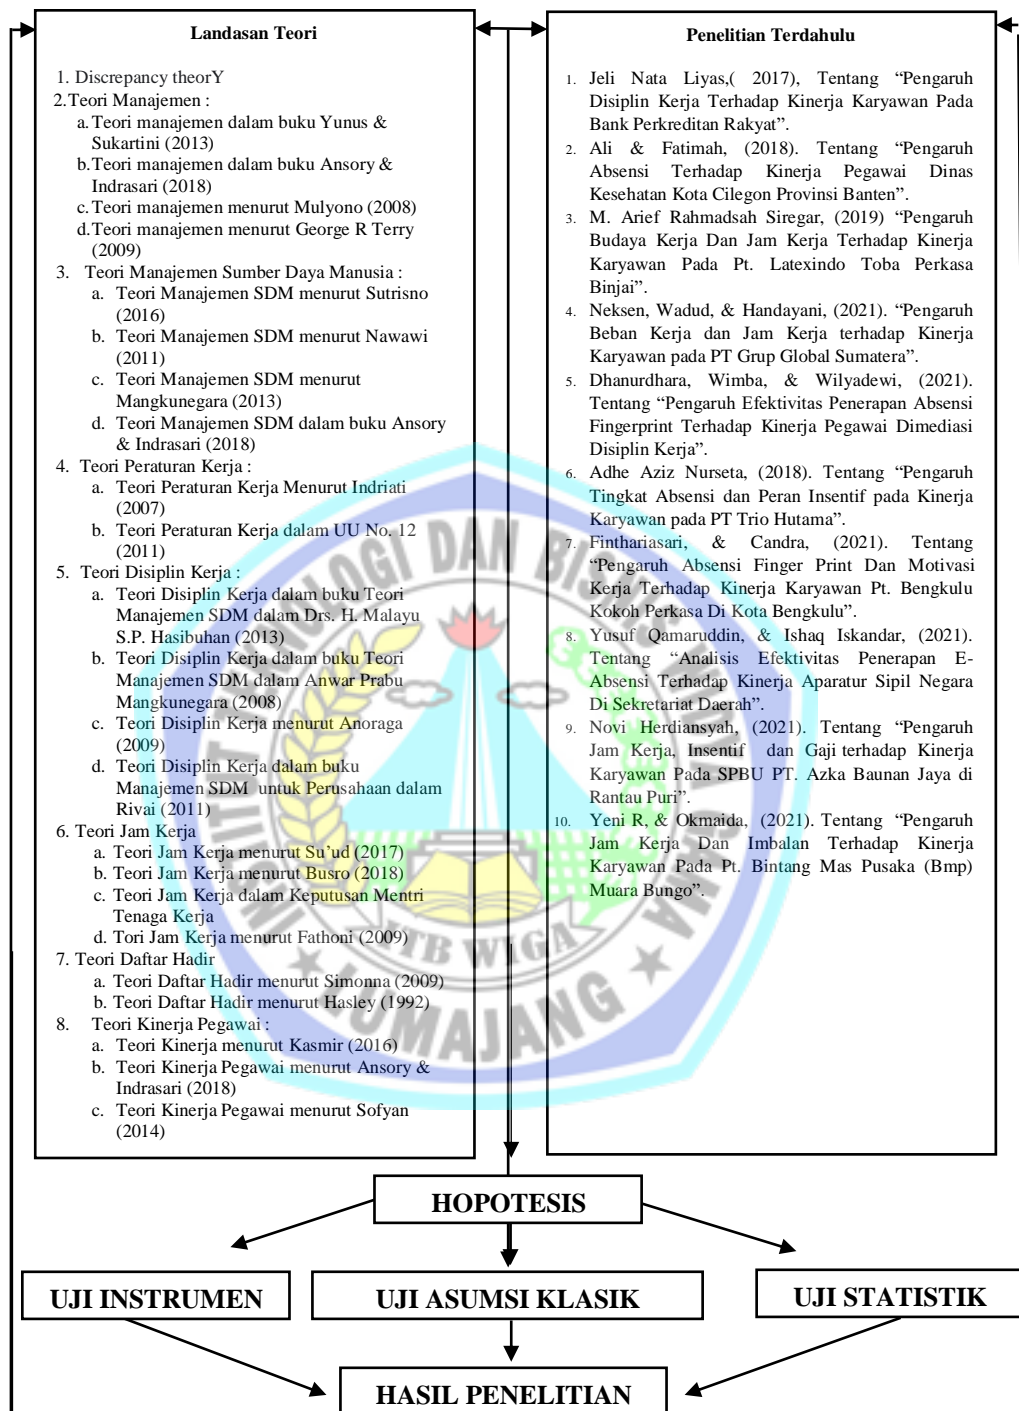 Landasan Teori
1. Discrepancy theorY
2.Teori Manajemen :
a. Teori manajemen dalam buku Yunus &
Sukartini (2013)
b. Teori manajemen dalam buku Ansory &
Indrasari (2018)
c. Teori manajemen menurut Mulyono (2008)
d. Teori manajemen menurut George R Terry
(2009)
3. Teori Manajemen Sumber Daya Manusia :
a. Teori Manajemen SDM menurut Sutrisno
(2016)
b. Teori Manajemen SDM menurut Nawawi
(2011)
c. Teori Manajemen SDM menurut
Mangkunegara (2013)
d. Teori Manajemen SDM dalam buku Ansory
& Indrasari (2018)
4. Teori Peraturan Kerja :
a. Teori Peraturan Kerja Menurut Indriati
(2007)
b. Teori Peraturan Kerja dalam UU No. 12
(2011)
5. Teori Disiplin Kerja :
a. Teori Disiplin Kerja dalam buku Teori
Manajemen SDM dalam Drs. H. Malayu
S.P. Hasibuhan (2013)
b. Teori Disiplin Kerja dalam buku Teori
Manajemen SDM dalam Anwar Prabu
Mangkunegara (2008)
c. Teori Disiplin Kerja menurut Anoraga
(2009)
d. Teori Disiplin Kerja dalam buku
Manajemen SDM untuk Perusahaan dalam
Rivai (2011)
6. Teori Jam Kerja
a. Teori Jam Kerja menurut Su’ud (2017)
b. Teori Jam Kerja menurut Busro (2018)
c. Teori Jam Kerja dalam Keputusan Mentri
Tenaga Kerja
d. Tori Jam Kerja menurut Fathoni (2009)
7. Teori Daftar Hadir
a. Teori Daftar Hadir menurut Simonna (2009)
b. Teori Daftar Hadir menurut Hasley (1992)
8. Teori Kinerja Pegawai :
a. Teori Kinerja menurut Kasmir (2016)
b. Teori Kinerja Pegawai menurut Ansory &
Indrasari (2018)
c. Teori Kinerja Pegawai menurut Sofyan
(2014)
Penelitian Terdahulu
1. Jeli Nata Liyas,( 2017), Tentang “Pengaruh
Disiplin Kerja Terhadap Kinerja Karyawan Pada
Bank Perkreditan Rakyat”.
2. Ali & Fatimah, (2018). Tentang “Pengaruh
Absensi Terhadap Kinerja Pegawai Dinas
Kesehatan Kota Cilegon Provinsi Banten”.
3. M. Arief Rahmadsah Siregar, (2019) “Pengaruh
Budaya Kerja Dan Jam Kerja Terhadap Kinerja
Karyawan Pada Pt. Latexindo Toba Perkasa
Binjai”.
4. Neksen, Wadud, & Handayani, (2021). “Pengaruh
Beban Kerja dan Jam Kerja terhadap Kinerja
Karyawan pada PT Grup Global Sumatera”.
5. Dhanurdhara, Wimba, & Wilyadewi, (2021).
Tentang “Pengaruh Efektivitas Penerapan Absensi
Fingerprint Terhadap Kinerja Pegawai Dimediasi
Disiplin Kerja”.
6. Adhe Aziz Nurseta, (2018). Tentang “Pengaruh
Tingkat Absensi dan Peran Insentif pada Kinerja
Karyawan pada PT Trio Hutama”.
7. Finthariasari, & Candra, (2021). Tentang
“Pengaruh Absensi Finger Print Dan Motivasi
Kerja Terhadap Kinerja Karyawan Pt. Bengkulu
Kokoh Perkasa Di Kota Bengkulu”.
8. Yusuf Qamaruddin, & Ishaq Iskandar, (2021).
Tentang “Analisis Efektivitas Penerapan E-
Absensi Terhadap Kinerja Aparatur Sipil Negara
Di Sekretariat Daerah”.
9. Novi Herdiansyah, (2021). Tentang “Pengaruh
Jam Kerja, Insentif dan Gaji terhadap Kinerja
Karyawan Pada SPBU PT. Azka Baunan Jaya di
Rantau Puri”.
10. Yeni R, & Okmaida, (2021). Tentang “Pengaruh
Jam Kerja Dan Imbalan Terhadap Kinerja
Karyawan Pada Pt. Bintang Mas Pusaka (Bmp)
Muara Bungo”.
INSTITUT TEKNOLOGI DAN BISNIS WIDYA GAMA
ITB WIGA
LUMAJANG
HOPOTESIS
UJI INSTRUMEN
UJI ASUMSI KLASIK
UJI STATISTIK
HASIL PENELITIAN